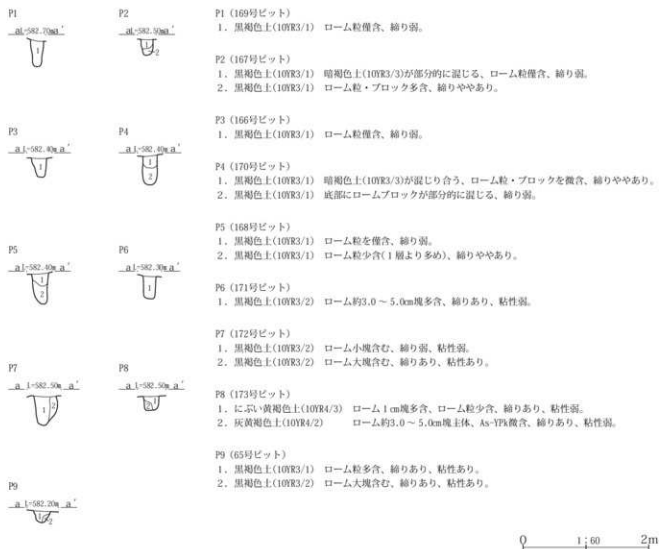 P1
a L=582.70m a′
1
P2
a L=582.50m a′
1
2
P3
a L=582.40m a′
1
P4
a L=582.40m a′
1
2
P5
a L=582.40m a′
1
2
P6
a L=582.30m a′
1
P7
a L=582.50m a′
1
2
P8
a L=582.50m a′
2
1
P9
a L=582.20m a′
1
2
P1 (169号ピット)
1. 黒褐色土(10YR3/1) ローム粒僅含、締り弱。
P2 (167号ピット)
1. 黒褐色土(10YR3/1) 暗褐色土(10YR3/3)が部分的に混じる、ローム粒僅含、締り弱。
2. 黒褐色土(10YR3/1) ローム粒・ブロック多含、締りややあり。
P3 (166号ピット)
1. 黒褐色土(10YR3/1) ローム粒僅含、締り弱。
P4 (170号ピット)
1. 黒褐色土(10YR3/1) 暗褐色土(10YR3/3)が混じり合う、ローム粒・ブロックを微含、締りややあり。
2. 黒褐色土(10YR3/1) 底部にロームブロックが部分的に混じる、締り弱。
P5 (168号ピット)
1. 黒褐色土(10YR3/1) ローム粒を僅含、締り弱。
2. 黒褐色土(10YR3/1) ローム粒少含(1層より多め)、締りややあり。
P6 (171号ピット)
1. 黒褐色土(10YR3/2) ローム約3.0～5.0cm塊多含、締りあり、粘性弱。
P7 (172号ピット)
1. 黒褐色土(10YR3/2) ローム小塊含む、締り弱、粘性弱。
2. 黒褐色土(10YR3/2) ローム大塊含む、締りあり、粘性あり。
P8 (173号ピット)
1. にぶい黄褐色土(10YR4/3) ローム1cm塊多含、ローム粒少含、締りあり、粘性弱。
2. 灰黄褐色土(10YR4/2) ローム約3.0～5.0cm塊主体、As-YPk微含、締りあり、粘性弱。
P9 (65号ピット)
1. 黒褐色土(10YR3/1) ローム粒多含、締りあり、粘性あり。
2. 黒褐色土(10YR3/2) ローム大塊含む、締りあり、粘性あり。
0 1:60 2m